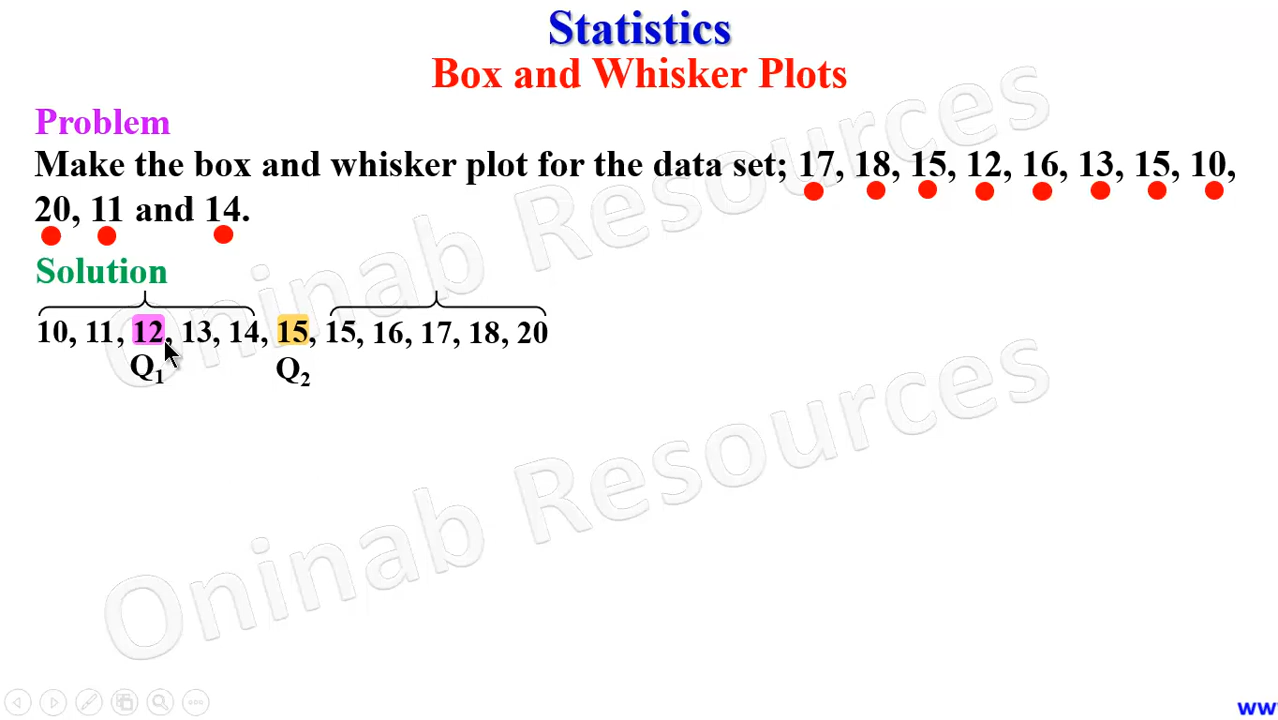 Statistics
Box and Whisker Plots
Problem
Make the box and whisker plot for the data set; 17, 18, 15, 12, 16, 13, 15, 10,
20, 11 and 14.
Solution
10, 11, 12, 13, 14, 15, 15, 16, 17, 18, 20
Q₁ Q₂
Oninab Resources
Oninab Resources
ww